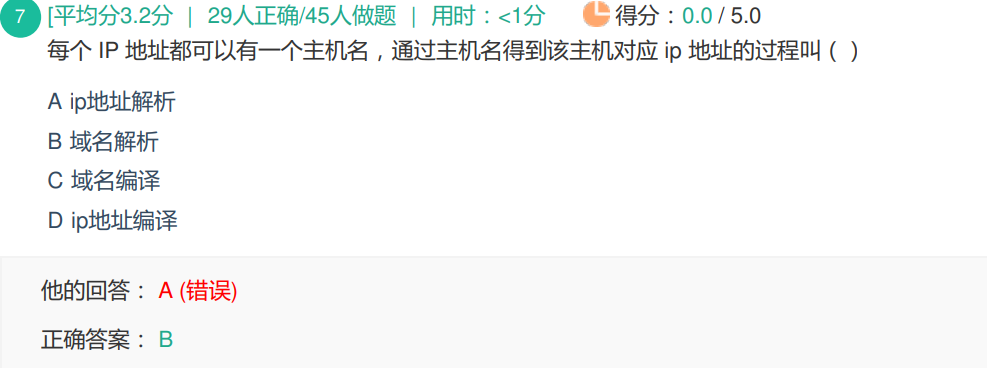 7 [平均分3.2分 | 29人正确/45人做题 | 用时：<1分 得分：0.0 / 5.0
每个 IP 地址都可以有一个主机名，通过主机名得到该主机对应 ip 地址的过程叫（ ）
A ip地址解析
B 域名解析
C 域名编译
D ip地址编译
他的回答： A (错误)
正确答案： B